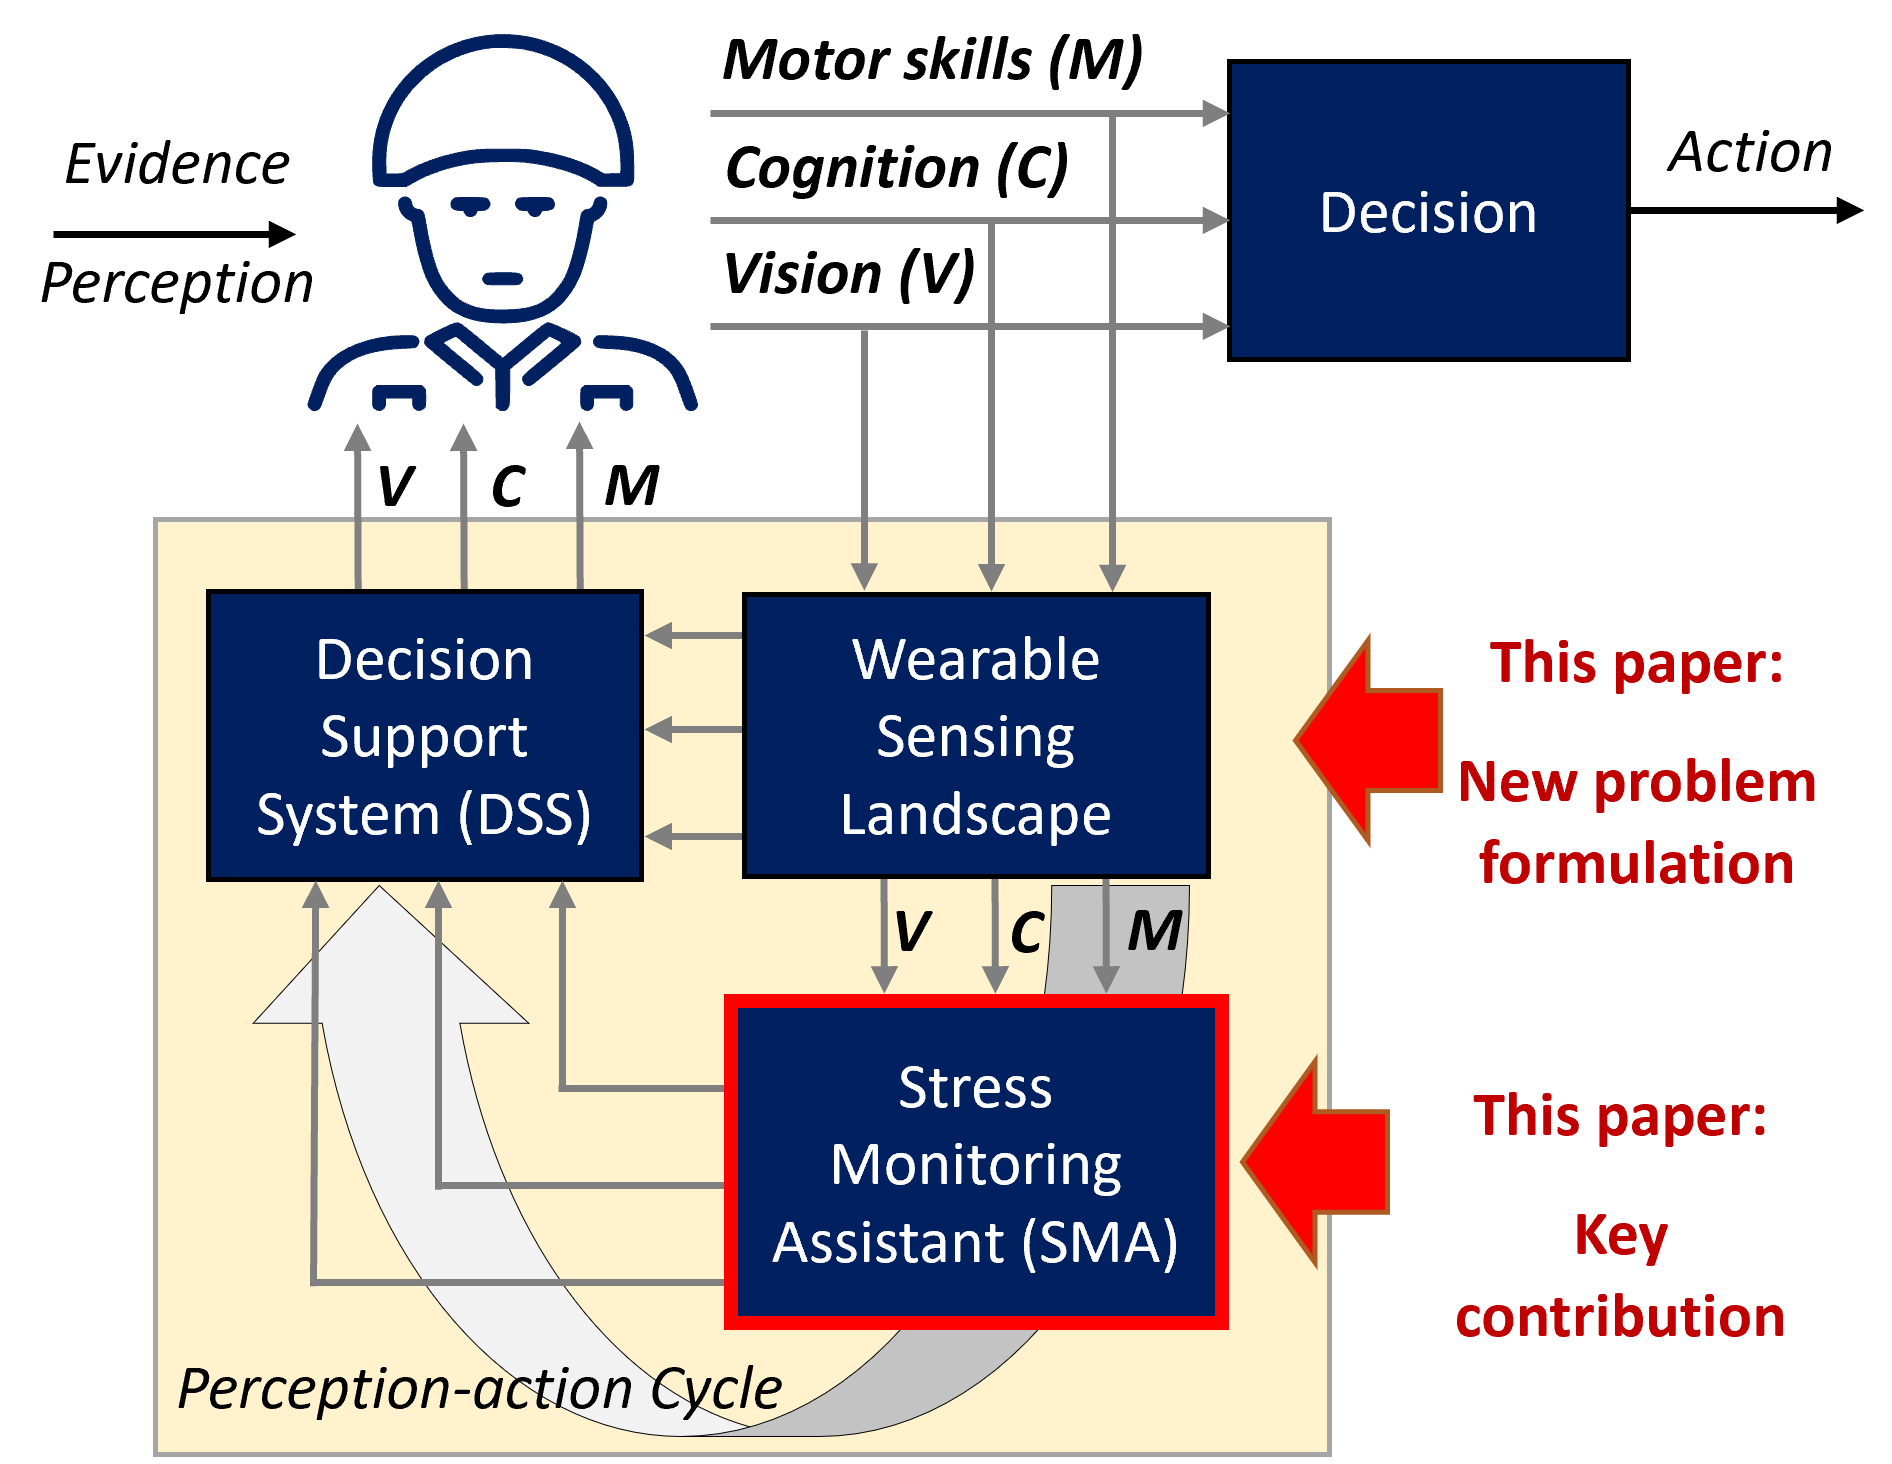 Motor skills (M)
Cognition (C)
Vision (V)
Evidence
Perception
Decision
Action
V
C
M
Decision
Support
System (DSS)
Wearable
Sensing
Landscape
This paper:
New problem
formulation
V
C
M
Stress
Monitoring
Assistant (SMA)
This paper:
Key
contribution
Perception-action Cycle